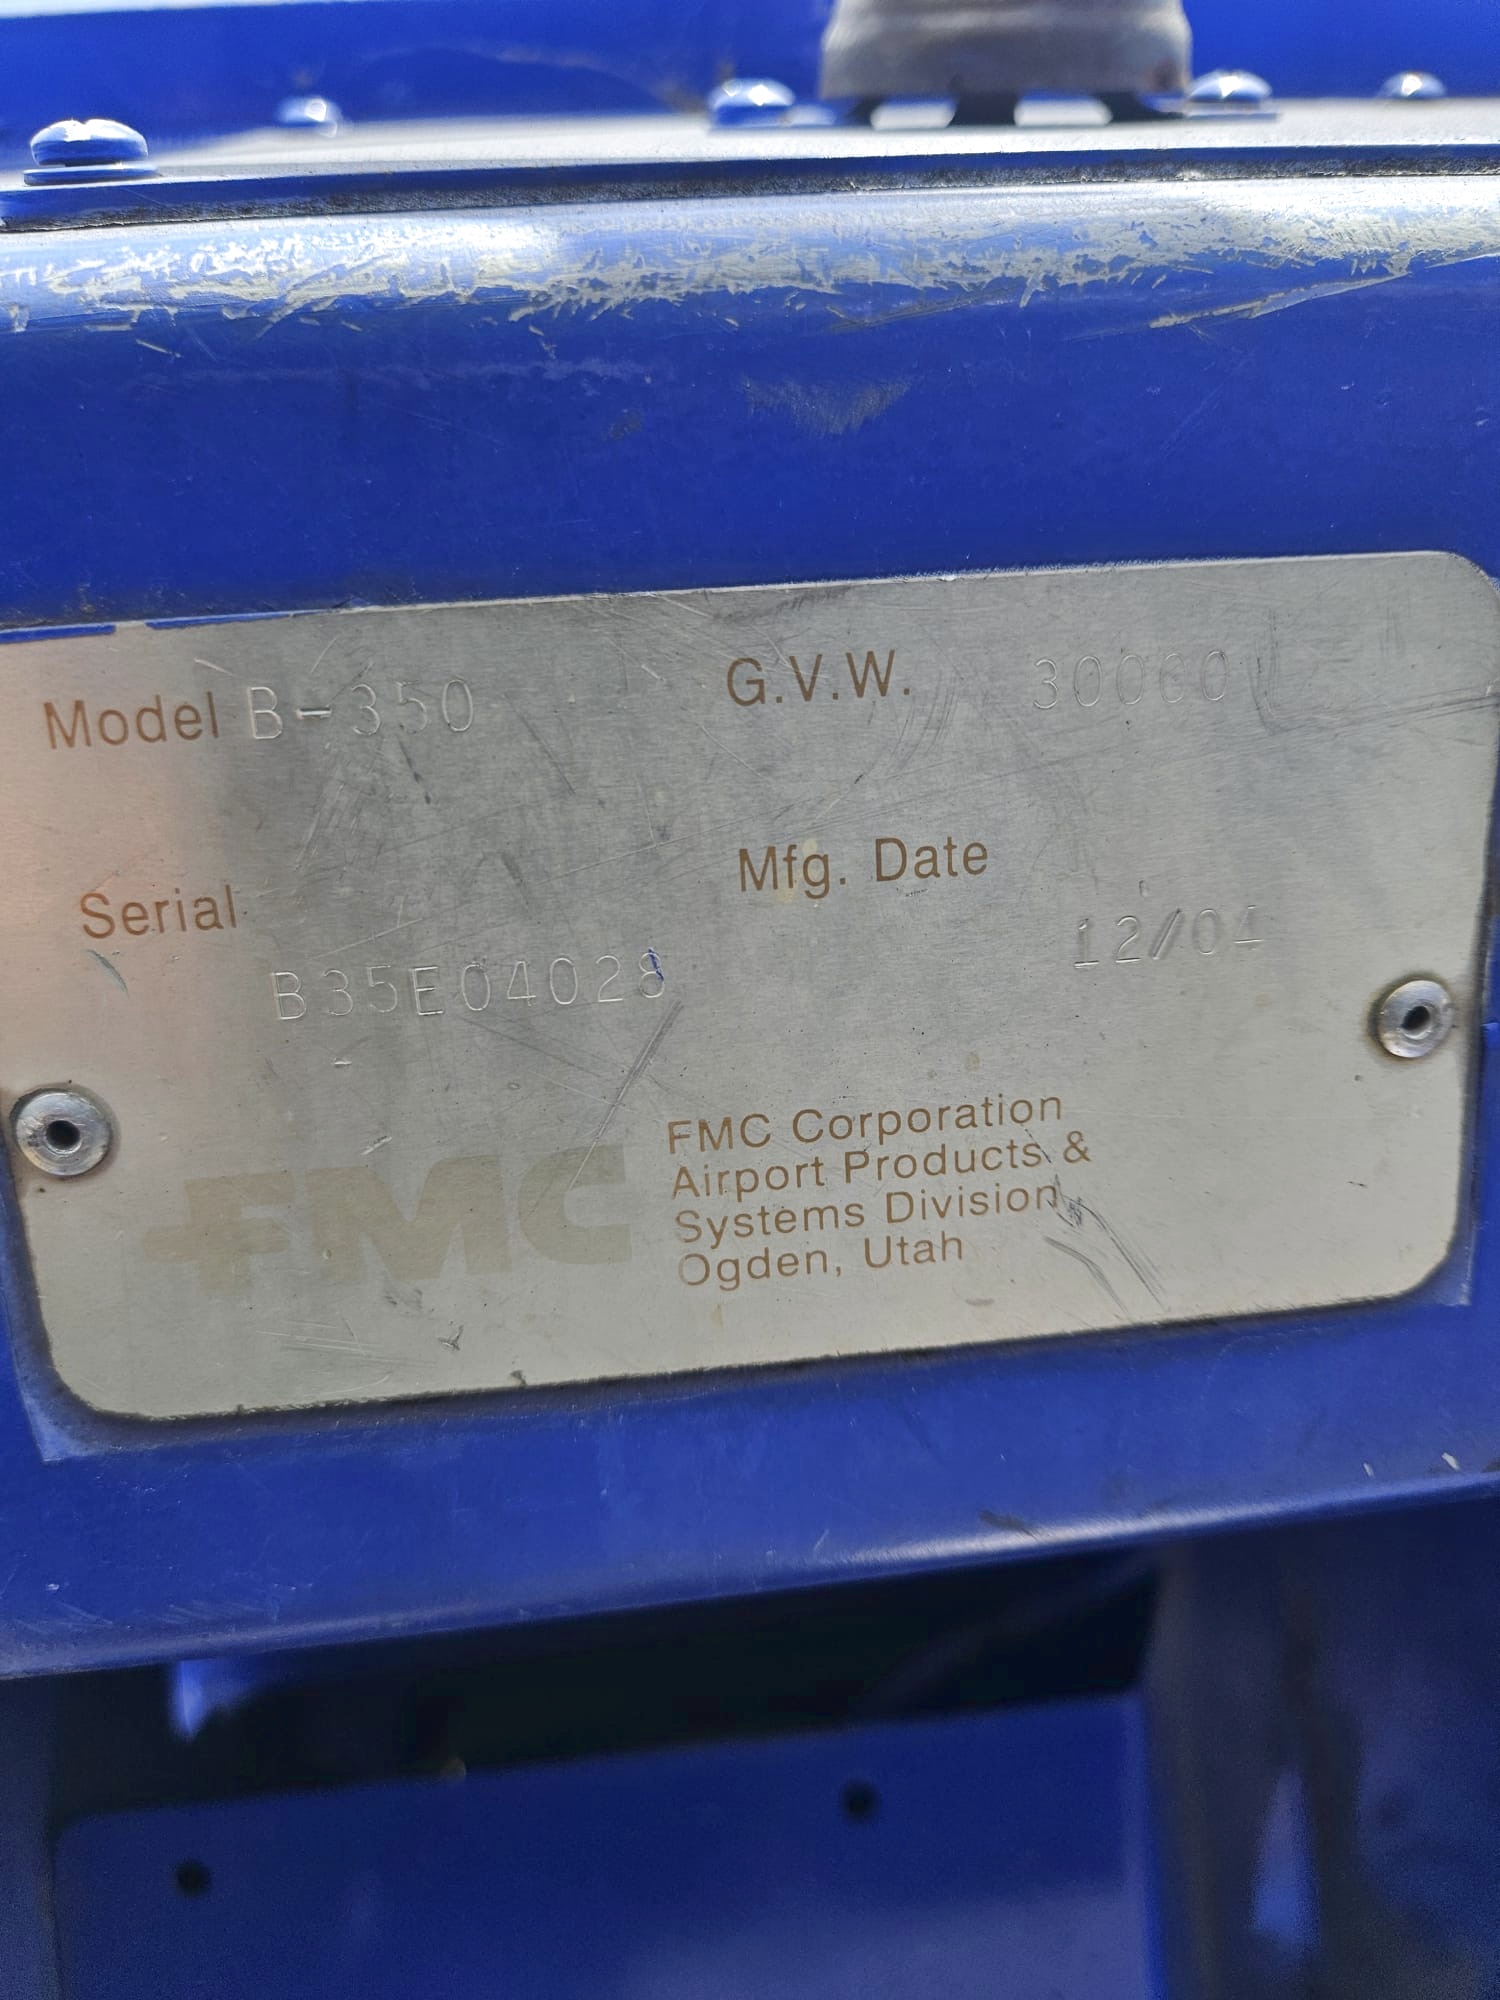 Model B-350 G.V.W. 30000
Mfg. Date
Serial
12/04
B35E04028
FMC
FMC Corporation
Airport Products &
Systems Division
Ogden, Utah